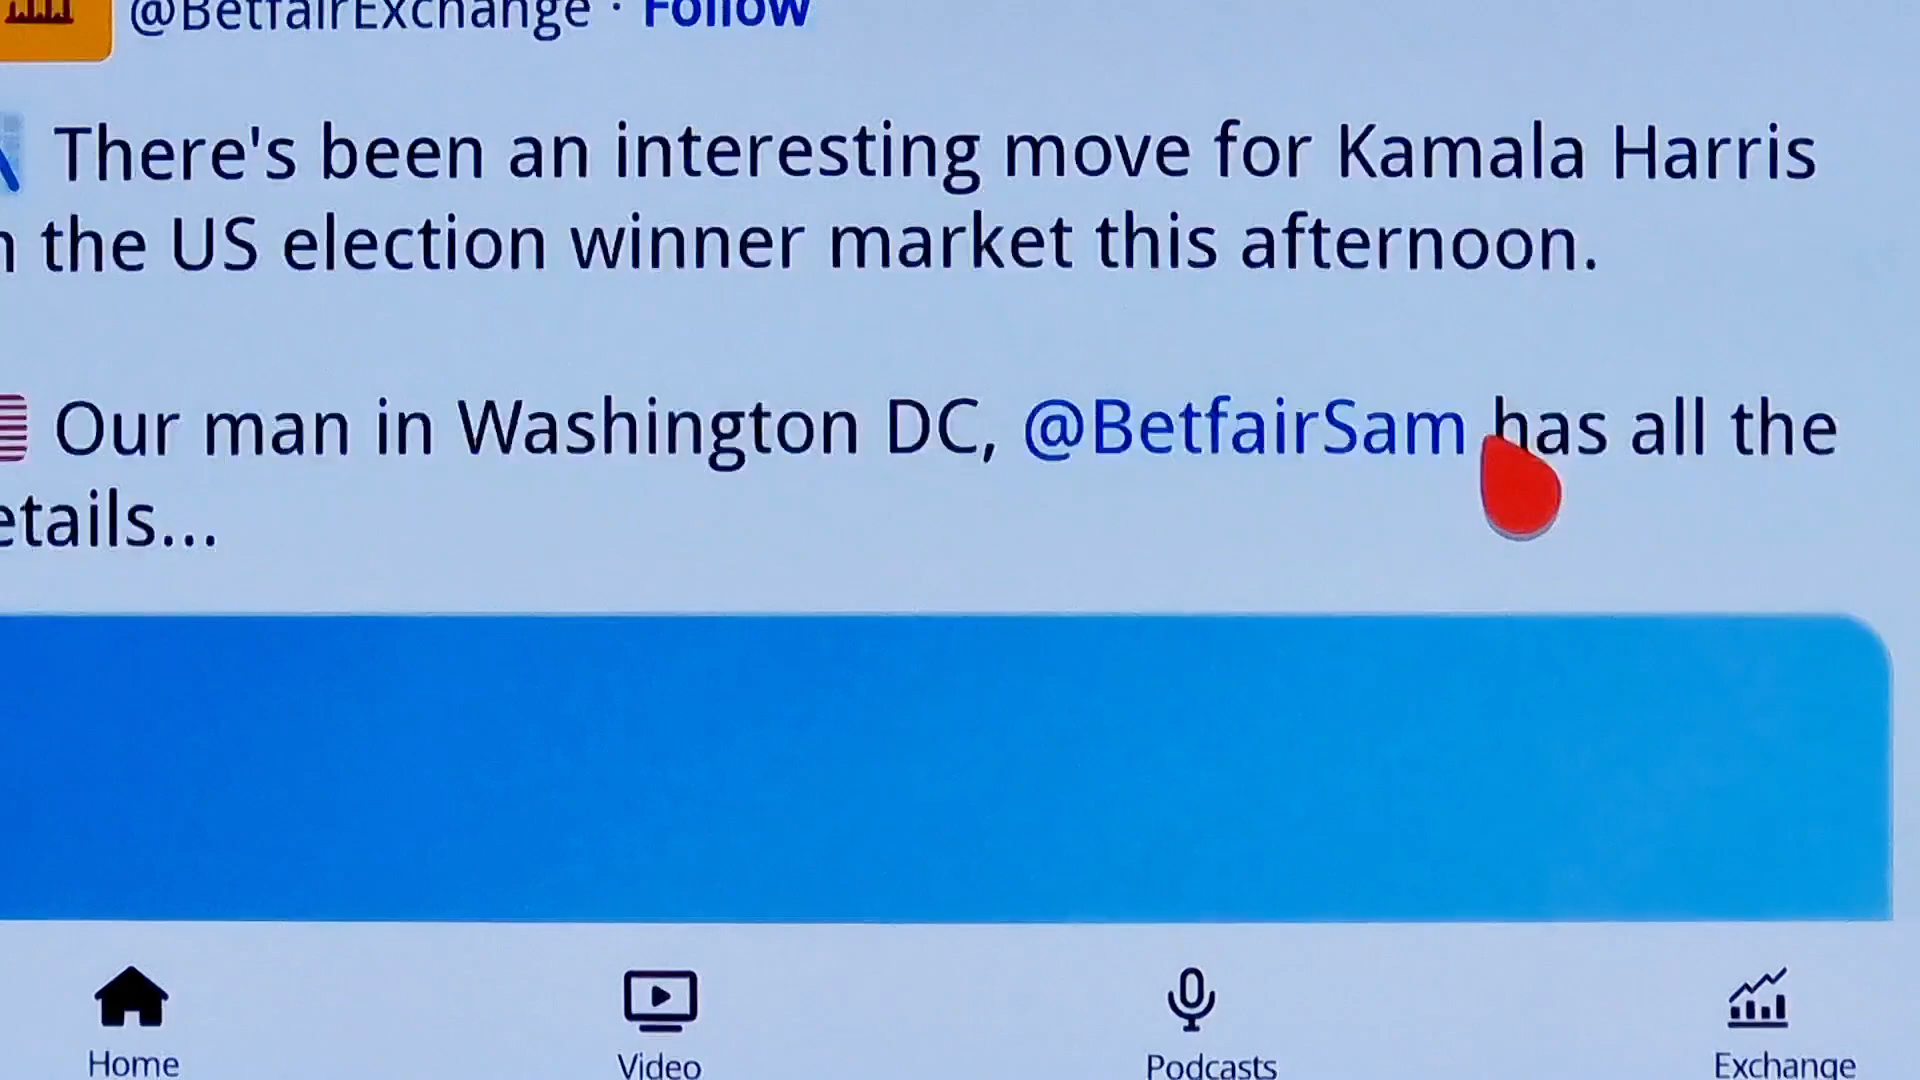 @BetfairExchange · Follow
There's been an interesting move for Kamala Harris
the US election winner market this afternoon.
Our man in Washington DC, @BetfairSam has all the
etails...
Home
Video
Podcasts
Exchange